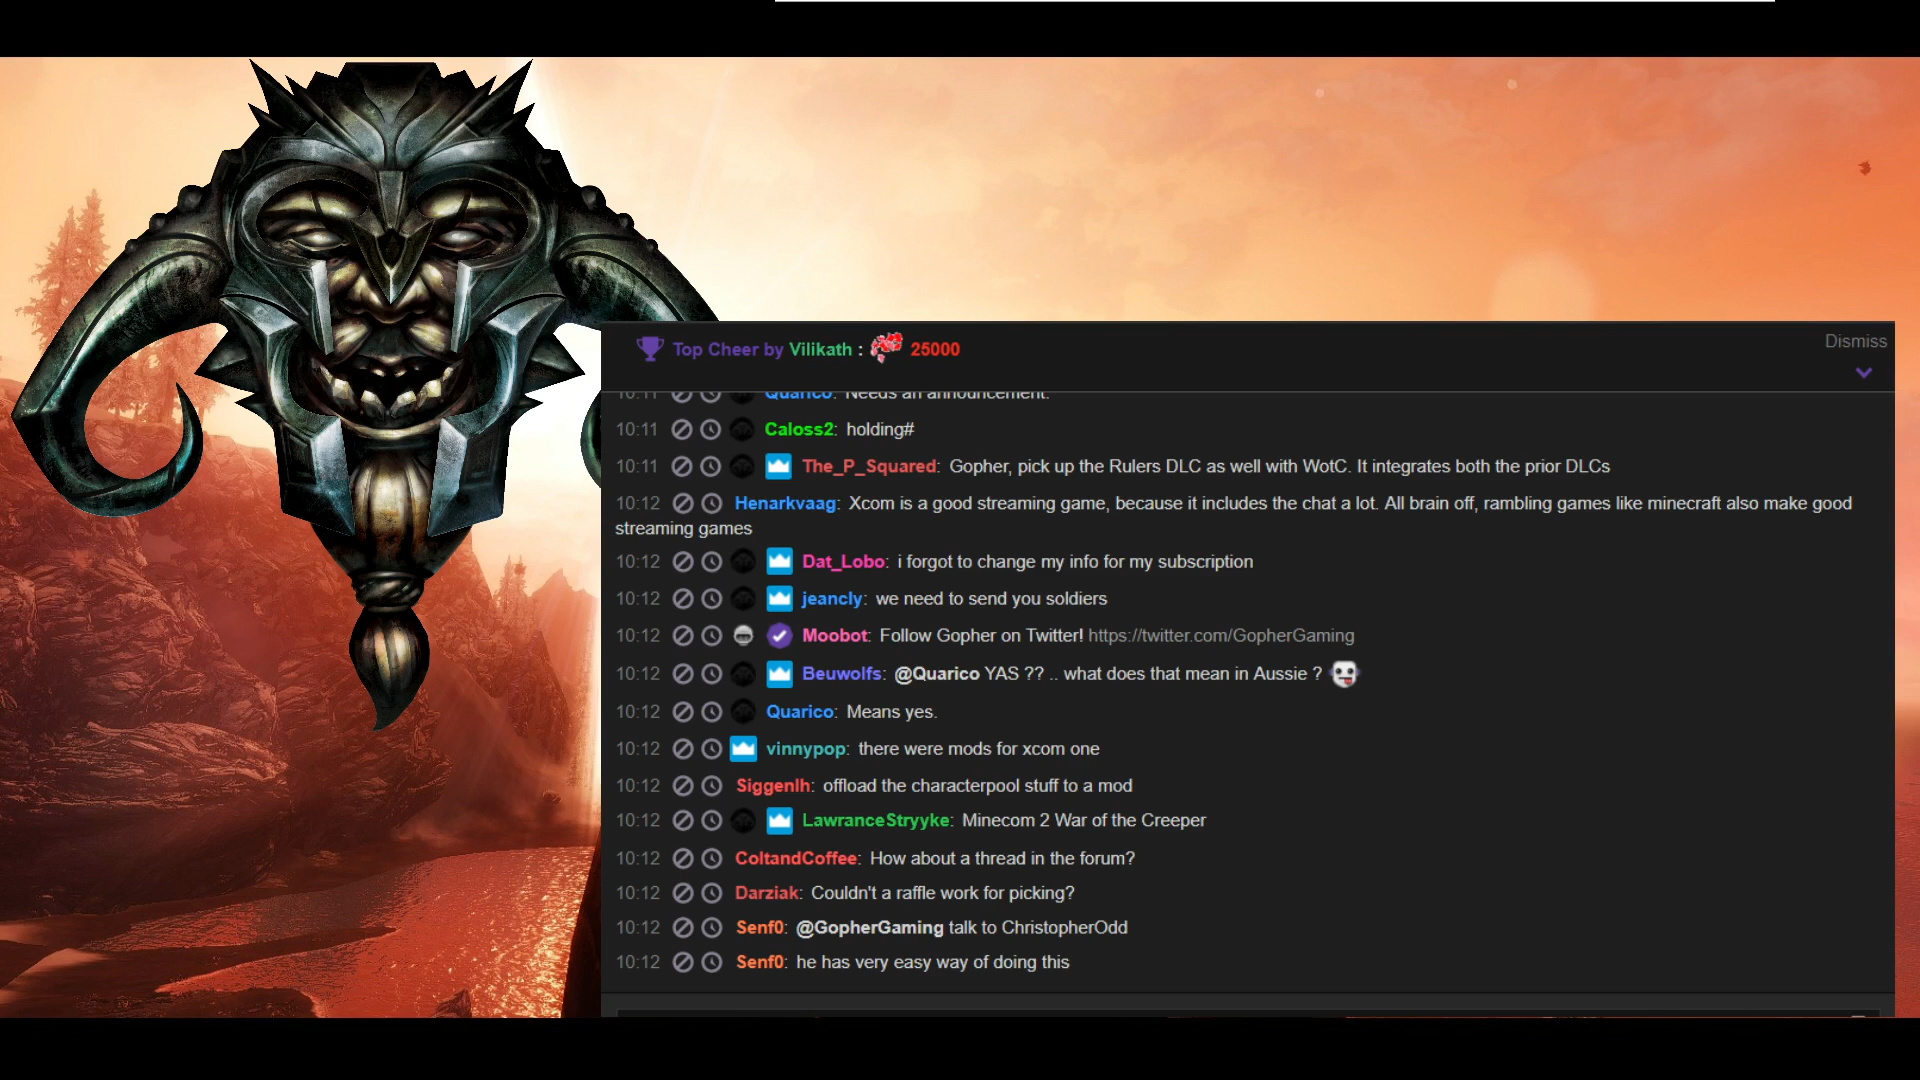 Top Cheer by Vilikath : 25000
Dismiss
10:11 Quarico: Needs an announcement.
10:11 Caloss2: holding#
10:11 The_P_Squared: Gopher, pick up the Rulers DLC as well with WotC. It integrates both the prior DLCs
10:12 Henarkvaag: Xcom is a good streaming game, because it includes the chat a lot. All brain off, rambling games like minecraft also make good
streaming games
10:12 Dat_Lobo: i forgot to change my info for my subscription
10:12 jeancly: we need to send you soldiers
10:12 Moobot: Follow Gopher on Twitter! https://twitter.com/GopherGaming
10:12 Beuwolfs: @Quarico YAS ?? .. what does that mean in Aussie ?
10:12 Quarico: Means yes.
10:12 vinnypop: there were mods for xcom one
10:12 Siggenlh: offload the characterpool stuff to a mod
10:12 LawranceStryyke: Minecom 2 War of the Creeper
10:12 ColtandCoffee: How about a thread in the forum?
10:12 Darziak: Couldn't a raffle work for picking?
10:12 Senf0: @GopherGaming talk to ChristopherOdd
10:12 Senf0: he has very easy way of doing this